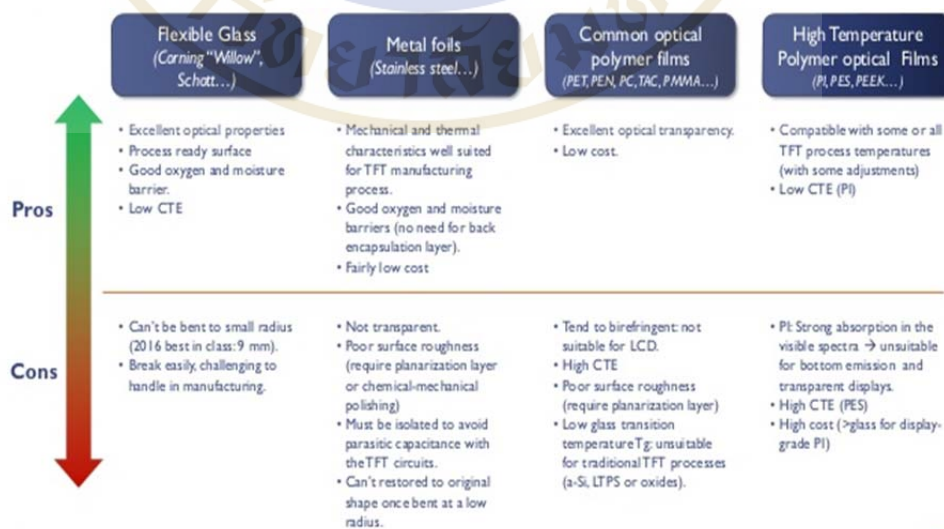 Flexible Glass
(Corning "Willow",
Schott...)
Metal foils
(Stainless steel...)
Common optical
polymer films
(PET, PEN, PC, TAC, PMMA...)
High Temperature
Polymer optical Films
(PI, PES, PEEK...)
Pros
• Excellent optical properties
• Process ready surface
• Good oxygen and moisture
barrier.
• Low CTE
• Mechanical and thermal
characteristics well suited
for TFT manufacturing
process.
• Good oxygen and moisture
barriers (no need for back
encapsulation layer).
• Fairly low cost
• Excellent optical transparency.
• Low cost.
• Compatible with some or all
TFT process temperatures
(with some adjustments)
• Low CTE (PI)
Cons
• Can't be bent to small radius
(2016 best in class: 9 mm).
• Break easily, challenging to
handle in manufacturing.
• Not transparent.
• Poor surface roughness
(require planarization layer
or chemical-mechanical
polishing)
• Must be isolated to avoid
parasitic capacitance with
the TFT circuits.
• Can't restored to original
shape once bent at a low
radius.
• Tend to birefringent: not
suitable for LCD.
• High CTE
• Poor surface roughness
(require planarization layer)
• Low glass transition
temperature Tg: unsuitable
for traditional TFT processes
(a-Si, LTPS or oxides).
• PI: Strong absorption in the
visible spectra → unsuitable
for bottom emission and
transparent displays.
• High CTE (PES)
• High cost (>glass for display-
grade PI)